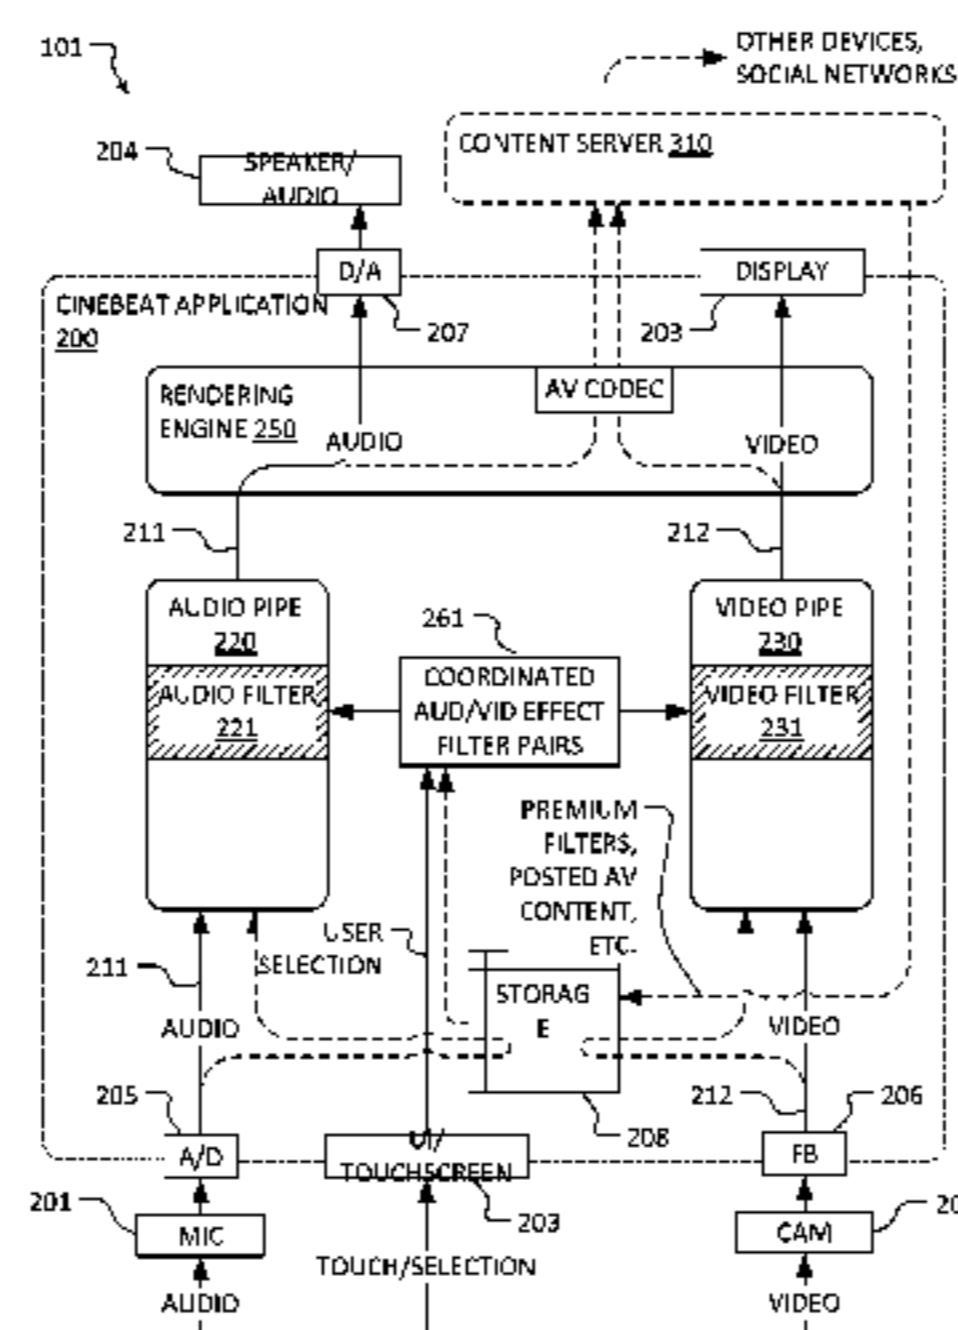 OTHER DEVICES,
SOCIAL NETWORKS
101
CONTENT SERVER 310
204
SPEAKER/
AUDIO
D/A
DISPLAY
CINEBEAT APPLICATION
200
207
203
RENDERING
ENGINE 250
AV CODEC
AUDIO
VIDEO
211
212
AUDIO PIPE
220
VIDEO PIPE
230
261
COORDINATED
AUD/VID EFFECT
FILTER PAIRS
AUDIO FILTER
221
VIDEO FILTER
231
PREMIUM
FILTERS,
POSTED AV
CONTENT,
ETC.
USER
SELECTION
211
STORAG
E
AUDIO
VIDEO
205
212
206
208
A/D
UI/
TOUCHSCREEN
FB
201
203
20
MIC
CAM
TOUCH/SELECTION
AUDIO
VIDEO